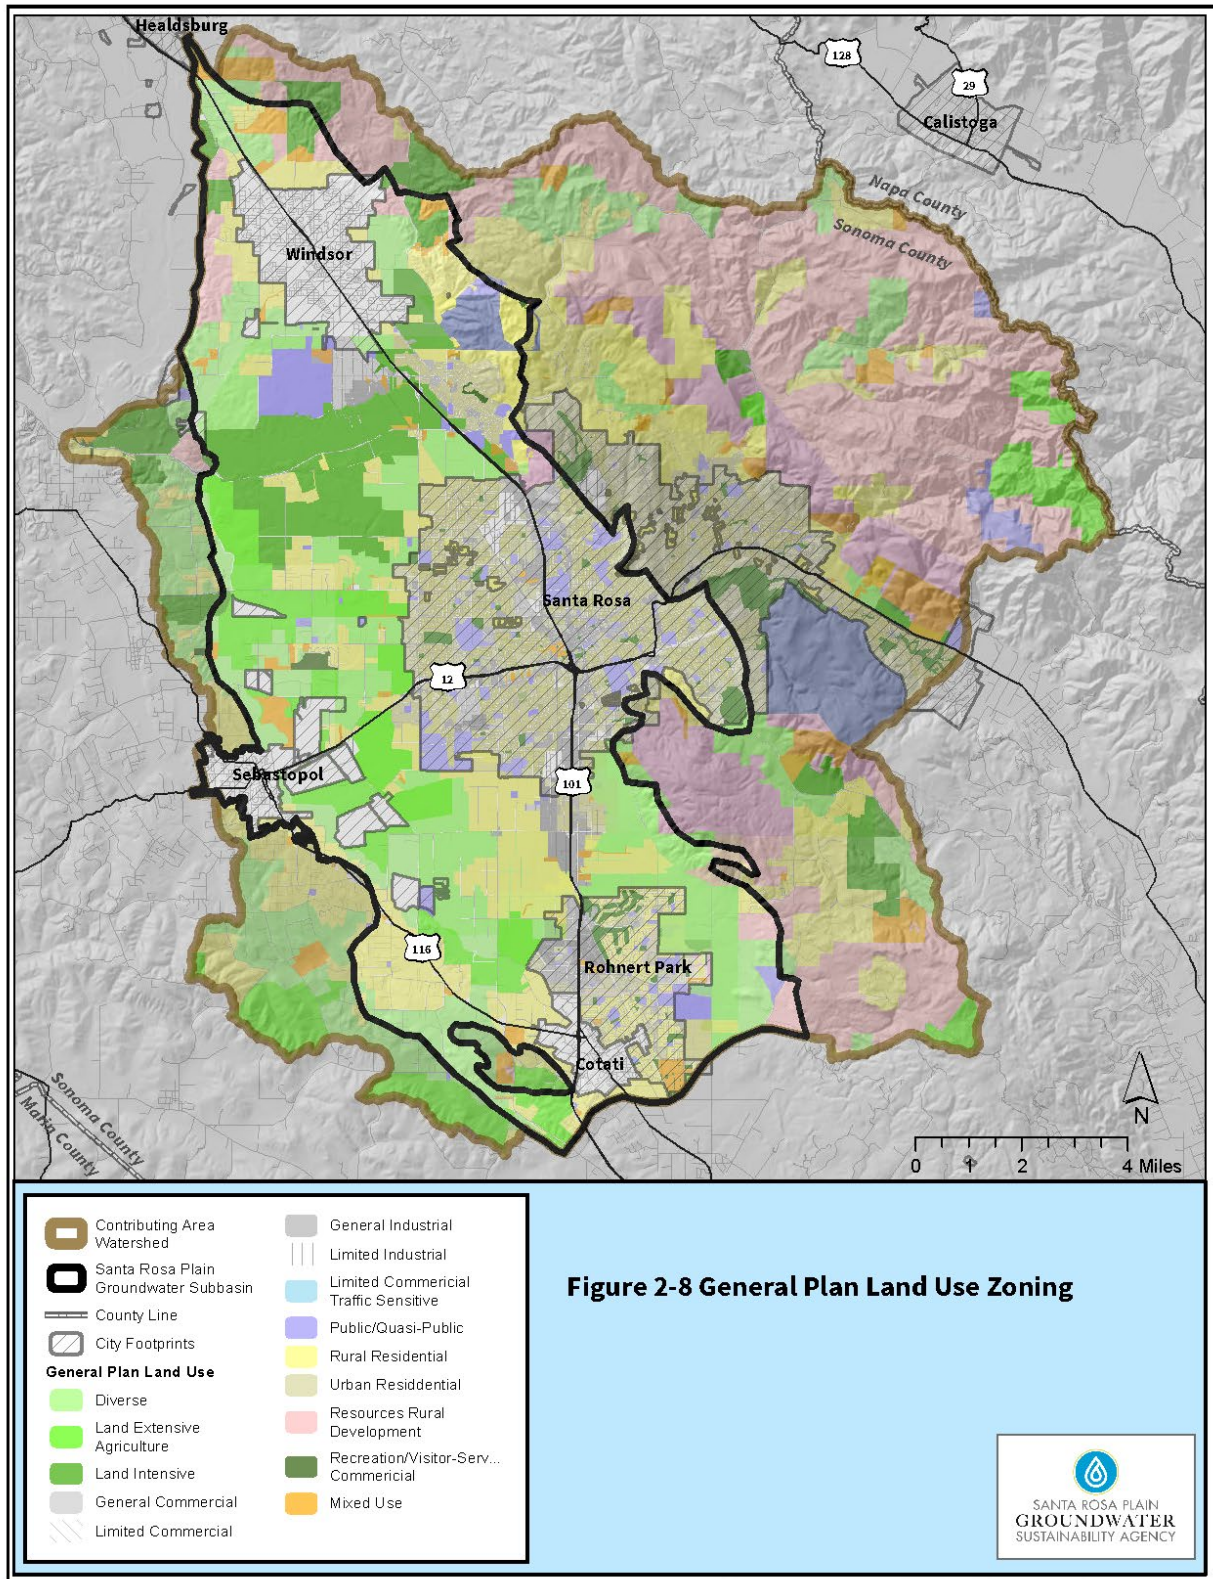 Healdsburg
128
29
Calistoga
Napa County
Sonoma County
Windsor
Santa Rosa
12
Sebastopol
101
116
Rohnert Park
Cotati
Sonoma County
Marin County
N
0 1 2 4 Miles
Contributing Area
Watershed
Santa Rosa Plain
Groundwater Subbasin
County Line
City Footprints
General Plan Land Use
Diverse
Land Extensive
Agriculture
Land Intensive
General Commercial
Limited Commercial
General Industrial
Limited Industrial
Limited Commericial
Traffic Sensitive
Public/Quasi-Public
Rural Residential
Urban Residdential
Resources Rural
Development
Recreation/Visitor-Serv...
Commericial
Mixed Use
Figure 2-8 General Plan Land Use Zoning
SANTA ROSA PLAIN
GROUNDWATER
SUSTAINABILITY AGENCY